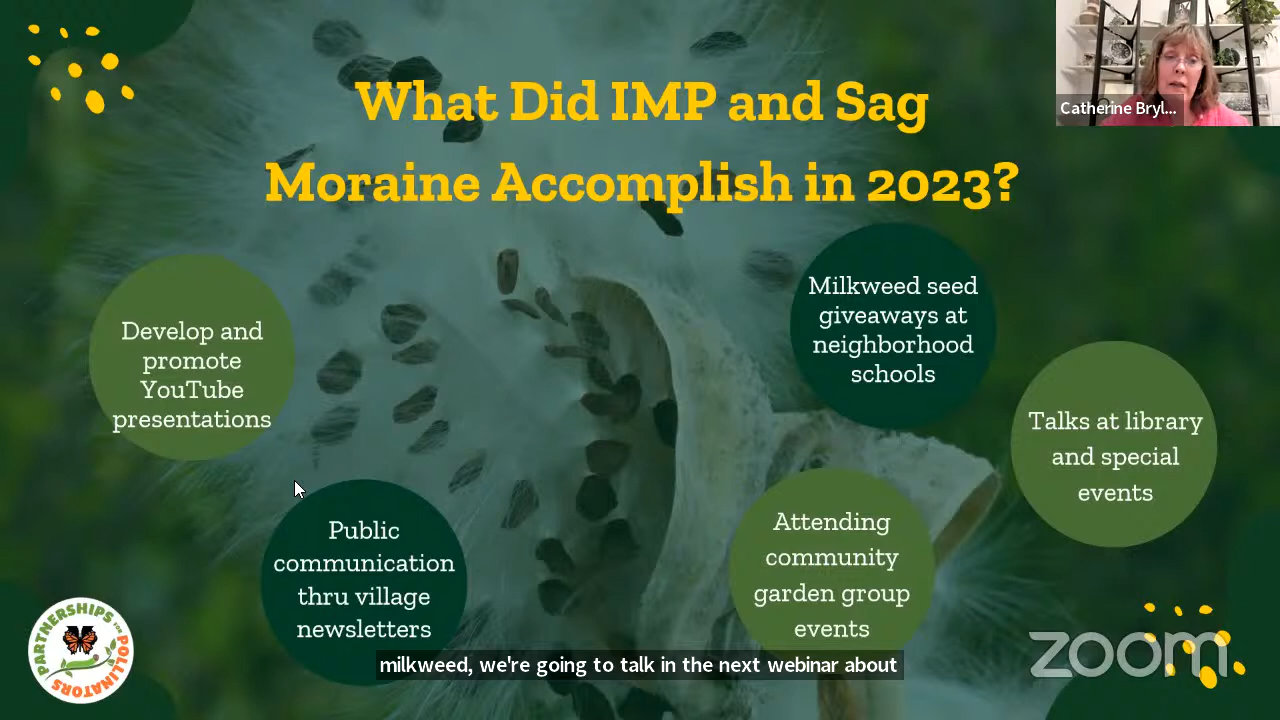 What Did IMP and Sag
Moraine Accomplish in 2023?
Catherine Bryl...
Develop and
promote
YouTube
presentations
Milkweed seed
giveaways at
neighborhood
schools
Talks at library
and special
events
Public
communication
thru village
newsletters
Attending
community
garden group
events
PARTNERSHIPS for POLLINATORS
milkweed, we're going to talk in the next webinar about
zoom